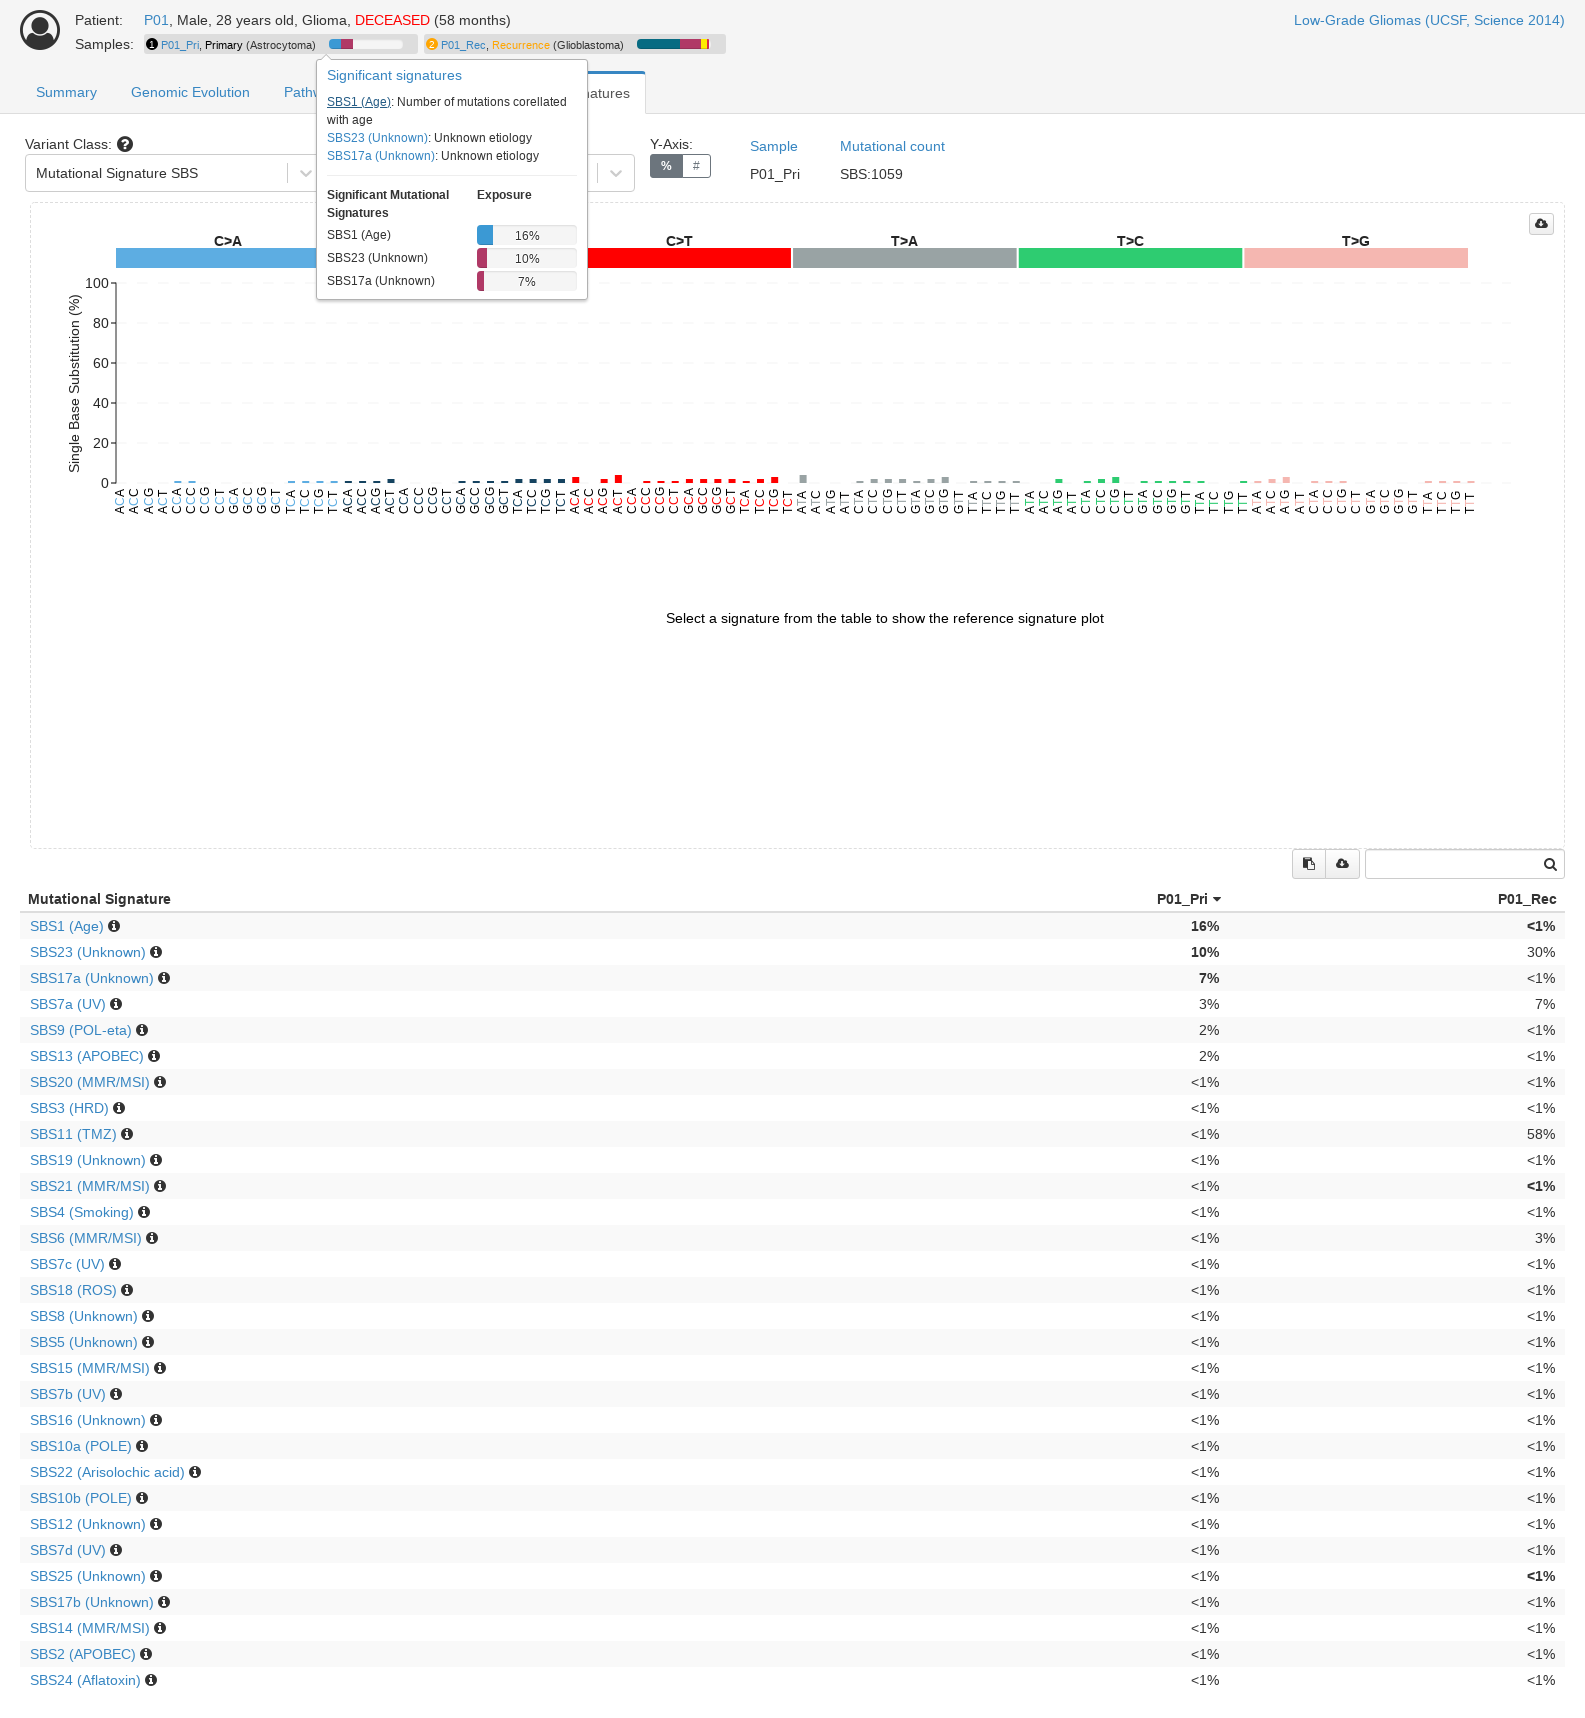 Patient: P01, Male, 28 years old, Glioma, DECEASED (58 months)
Low-Grade Gliomas (UCSF, Science 2014)
Samples: 1 P01_Pri, Primary (Astrocytoma) 2 P01_Rec, Recurrence (Glioblastoma)
Summary Genomic Evolution
Significant signatures
SBS1 (Age): Number of mutations corellated
with age
SBS23 (Unknown): Unknown etiology
SBS17a (Unknown): Unknown etiology
Significant Mutational Signatures Exposure
SBS1 (Age) 16%
SBS23 (Unknown) 10%
SBS17a (Unknown) 7%
Variant Class: ?
Mutational Signature SBS
Y-Axis:
% #
Sample Mutational count
P01_Pri SBS:1059
C>A C>T T>A T>C T>G
Single Base Substitution (%)
100
80
60
40
20
0
ACA ACC ACG ACT CCA CCC CCG CCT GCA GCC GCG GCT TCA TCC TCG TCT ACA ACC ACG ACT CCA CCC CCG CCT GCA GCC GCG GCT TCA TCC TCG TCT ACA ACC ACG ACT CCA CCC CCG CCT GCA GCC GCG GCT TCA TCC TCG TCT ATA ATC ATG ATT CTA CTC CTG CTT GTA GTC GTG GTT TTA TTC TTG TTT ATA ATC ATG ATT CTA CTC CTG CTT GTA GTC GTG GTT TTA TTC TTG TTT ATA ATC ATG ATT CTA CTC CTG CTT GTA GTC GTG GTT TTA TTC TTG TTT
Select a signature from the table to show the reference signature plot
Mutational Signature P01_Pri P01_Rec
SBS1 (Age) 16% <1%
SBS23 (Unknown) 10% 30%
SBS17a (Unknown) 7% <1%
SBS7a (UV) 3% 7%
SBS9 (POL-eta) 2% <1%
SBS13 (APOBEC) 2% <1%
SBS20 (MMR/MSI) <1% <1%
SBS3 (HRD) <1% <1%
SBS11 (TMZ) <1% 58%
SBS19 (Unknown) <1% <1%
SBS21 (MMR/MSI) <1% <1%
SBS4 (Smoking) <1% <1%
SBS6 (MMR/MSI) <1% 3%
SBS7c (UV) <1% <1%
SBS18 (ROS) <1% <1%
SBS8 (Unknown) <1% <1%
SBS5 (Unknown) <1% <1%
SBS15 (MMR/MSI) <1% <1%
SBS7b (UV) <1% <1%
SBS16 (Unknown) <1% <1%
SBS10a (POLE) <1% <1%
SBS22 (Arisolochic acid) <1% <1%
SBS10b (POLE) <1% <1%
SBS12 (Unknown) <1% <1%
SBS7d (UV) <1% <1%
SBS25 (Unknown) <1% <1%
SBS17b (Unknown) <1% <1%
SBS14 (MMR/MSI) <1% <1%
SBS2 (APOBEC) <1% <1%
SBS24 (Aflatoxin) <1% <1%